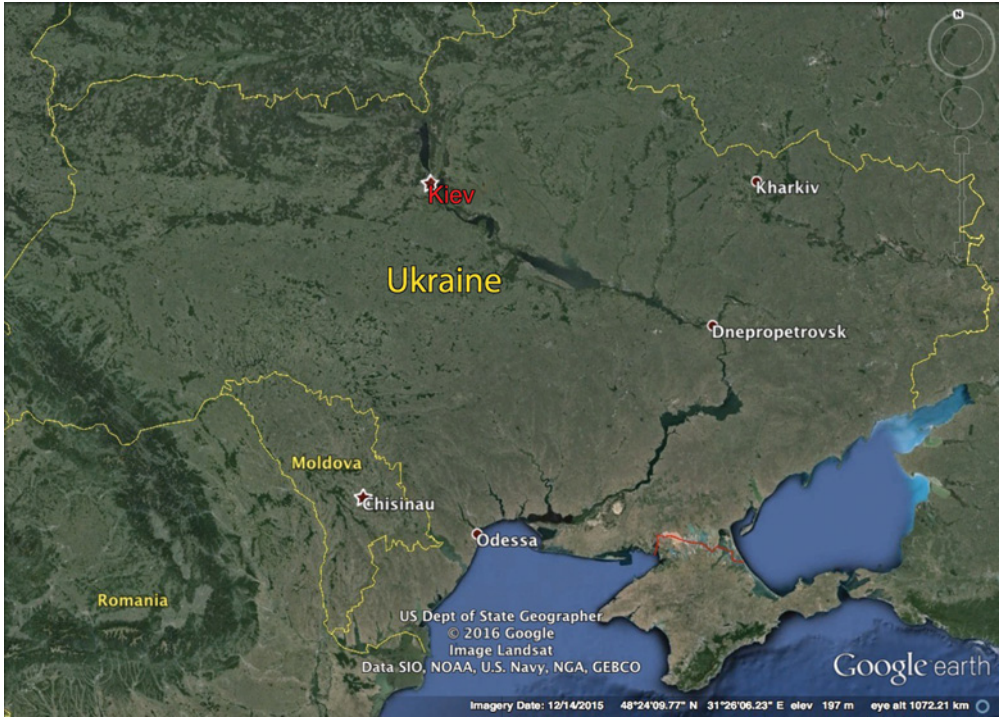 N
Kiev
Kharkiv
Ukraine
Dnepropetrovsk
Moldova
Chisinau
Odessa
Romania
US Dept of State Geographer
© 2016 Google
Image Landsat
Data SIO, NOAA, U.S. Navy, NGA, GEBCO
Google earth
Imagery Date: 12/14/2015 48°24'09.77" N 31°26'06.23" E elev 197 m eye alt 1072.21 km